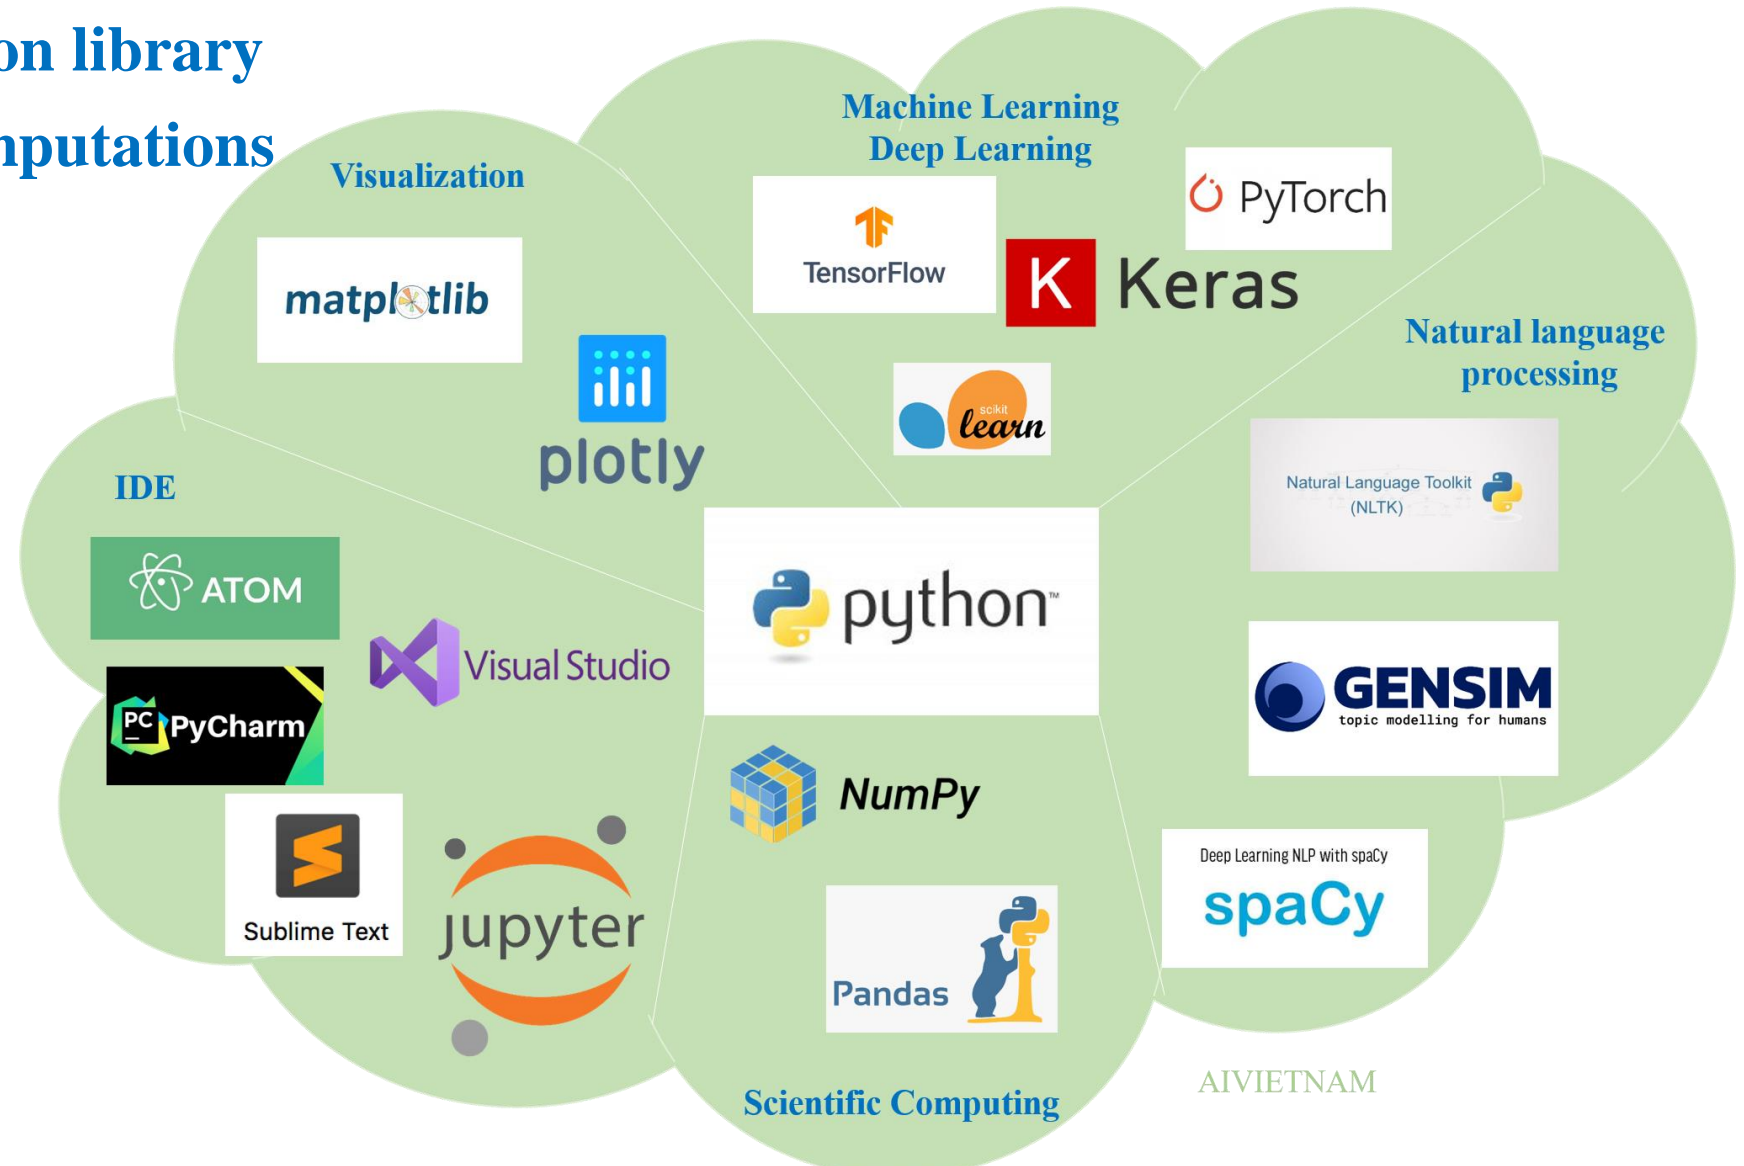 on library
mputations
Visualization
matplotlib
plotly
Machine Learning
Deep Learning
TensorFlow
K Keras
PyTorch
scikit
learn
Natural language
processing
Natural Language Toolkit
(NLTK)
GENSIM
topic modelling for humans
Deep Learning NLP with spaCy
spaCy
IDE
ATOM
Visual Studio
PC PyCharm
Sublime Text
jupyter
python™
NumPy
Pandas
Scientific Computing
AIVIETNAM